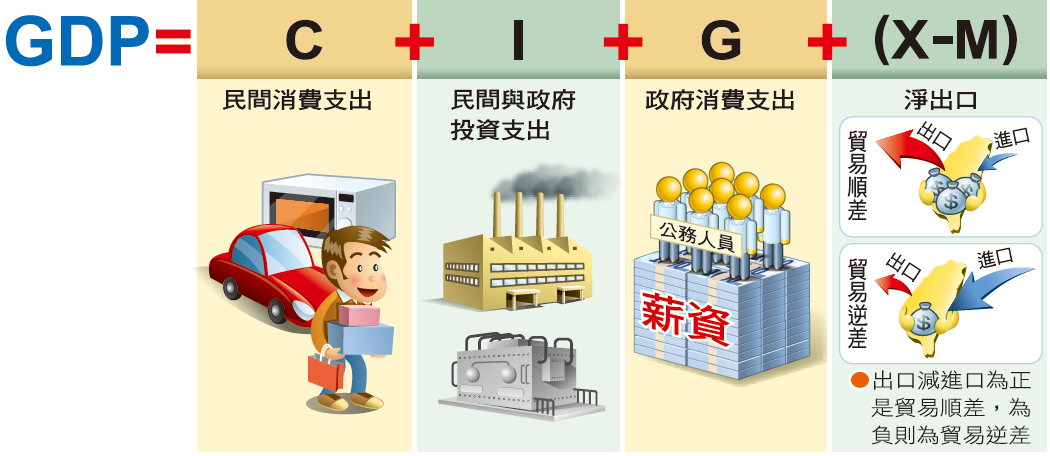 GDP= C + I + G + (X-M)
民間消費支出
民間與政府
投資支出
政府消費支出
公務人員
薪資
淨出口
貿易順差
出口
進口
貿易逆差
出口
進口
出口減進口為正
是貿易順差，為
負則為貿易逆差